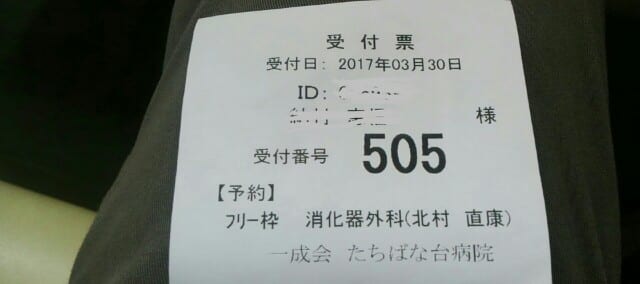 受付票
受付日: 2017年03月30日
ID:
様
受付番号 505
【予約】
フリー枠 消化器外科(北村 直康)
一成会 たちばな台病院